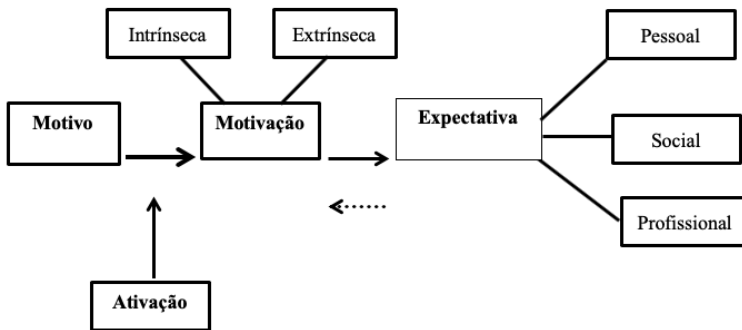 Intrínseca
Extrínseca
Pessoal
Motivo
Motivação
Expectativa
Social
Profissional
Ativação